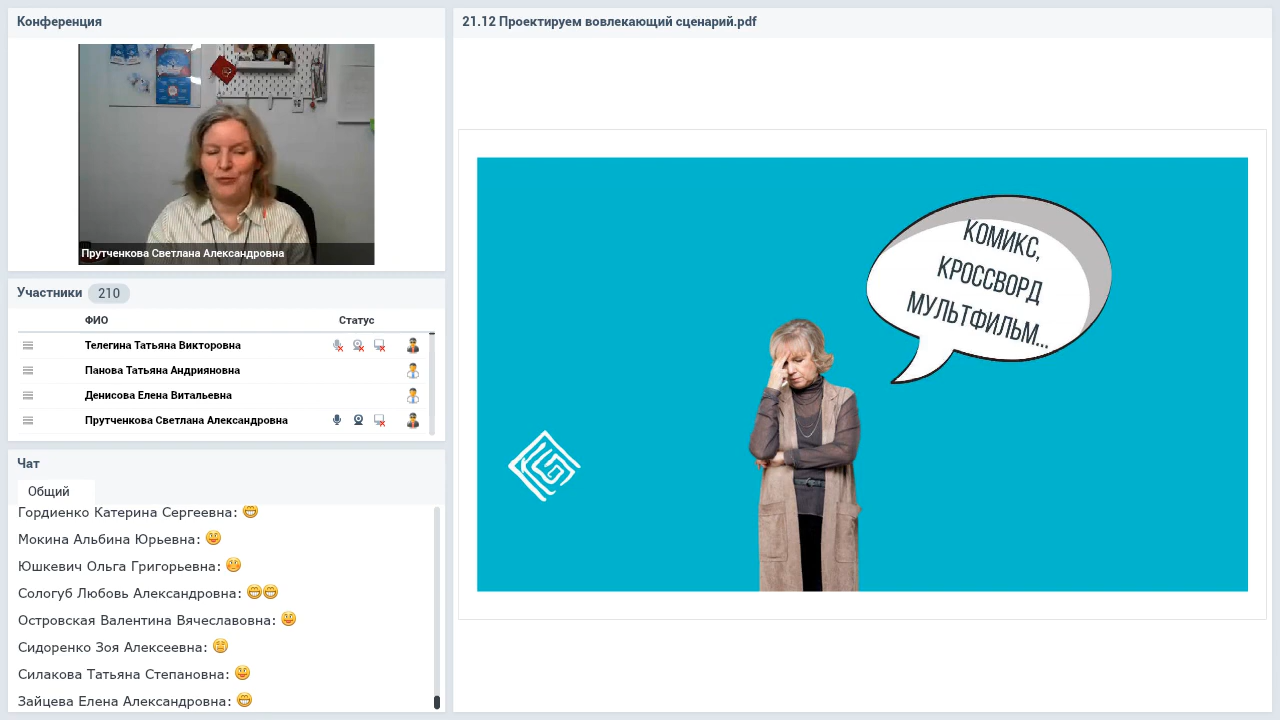 Конференция
Прутченкова Светлана Александровна
Участники 210
ФИО Статус
Телегина Татьяна Викторовна
Панова Татьяна Андрияновна
Денисова Елена Витальевна
Прутченкова Светлана Александровна
Чат
Общий
Гордиенко Катерина Сергеевна:
Мокина Альбина Юрьевна:
Юшкевич Ольга Григорьевна:
Сологуб Любовь Александровна:
Островская Валентина Вячеславовна:
Сидоренко Зоя Алексеевна:
Силакова Татьяна Степановна:
Зайцева Елена Александровна:
21.12 Проектируем вовлекающий сценарий.pdf
КОМИКС,
КРОССВОРД
МУЛЬТФИЛЬМ...